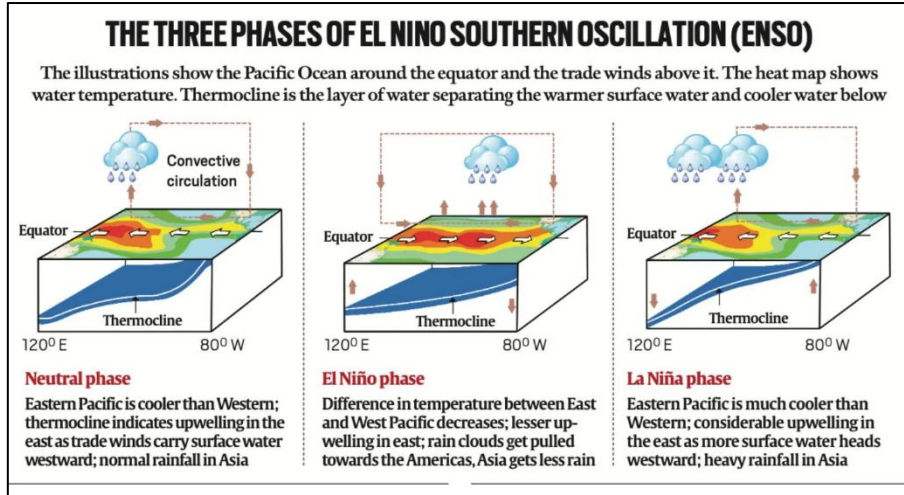 THE THREE PHASES OF EL NINO SOUTHERN OSCILLATION (ENSO)
The illustrations show the Pacific Ocean around the equator and the trade winds above it. The heat map shows
water temperature. Thermocline is the layer of water separating the warmer surface water and cooler water below
Convective
circulation
Equator
Thermocline
120⁰ E
80⁰ W
Neutral phase
Eastern Pacific is cooler than Western;
thermocline indicates upwelling in the
east as trade winds carry surface water
westward; normal rainfall in Asia
Equator
Thermocline
120⁰ E
80⁰ W
El Niño phase
Difference in temperature between East
and West Pacific decreases; lesser up-
welling in east; rain clouds get pulled
towards the Americas, Asia gets less rain
Equator
Thermocline
120⁰ E
80⁰ W
La Niña phase
Eastern Pacific is much cooler than
Western; considerable upwelling in
the east as more surface water heads
westward; heavy rainfall in Asia